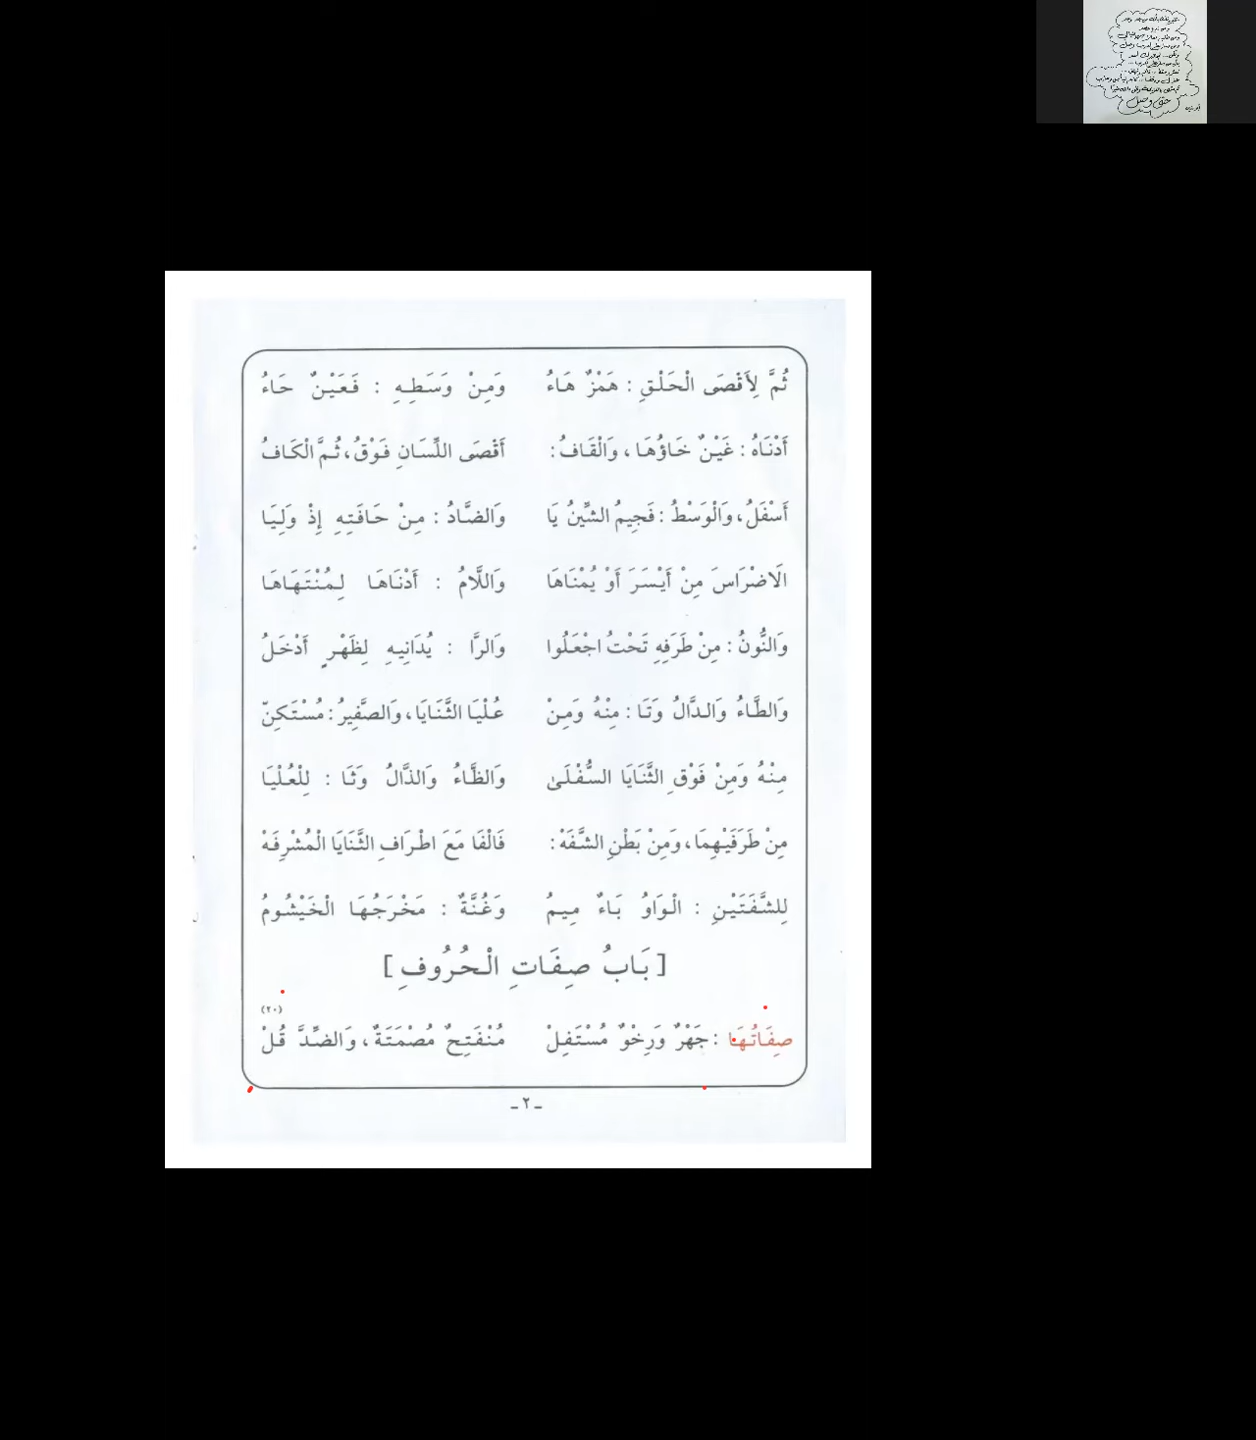 ثُمَّ لِأَقْصَى الْحَلْقِ : هَمْزٌ هَاءُ وَمِنْ وَسَطِهِ : فَعَيْنٌ حَاءُ
أَدْنَاهُ : غَيْنٌ خَاؤُهَا ، وَالْقَافُ : أَقْصَى اللِّسَانِ فَوْقُ ، ثُمَّ الْكَافُ
أَسْفَلُ ، وَالْوَسْطُ : فَجِيمُ الشِّينُ يَا وَالضَّادُ : مِنْ حَافَتِهِ إِذْ وَلِيَا
الَاضْرَاسَ مِنْ أَيْسَرَ أَوْ يُمْنَاهَا وَاللَّامُ : أَدْنَاهَا لِمُنْتَهَاهَا
وَالنُّونُ : مِنْ طَرَفِهِ تَحْتُ اجْعَلُوا وَالرَّا : يُدَانِيهِ لِظَهْرٍ أَدْخَلُ
وَالطَّاءُ وَالدَّالُ وَتَا : مِنْهُ وَمِنْ عُلْيَا الثَّنَايَا ، وَالصَّفِيرُ : مُسْتَكِنّ
مِنْهُ وَمِنْ فَوْقِ الثَّنَايَا السُّفْلَىٰ وَالظَّاءُ وَالذَّالُ وَثَا : لِلْعُلْيَا
مِنْ طَرَفَيْهِمَا ، وَمِنْ بَطْنِ الشَّفَهْ : فَالْفَا مَعَ اطْرَافِ الثَّنَايَا الْمُشْرِفَهْ
لِلشَّفَتَيْنِ : الْوَاوُ بَاءٌ مِيمُ وَغُنَّةٌ : مَخْرَجُهَا الْخَيْشُومُ
[ بَابُ صِفَاتِ الْحُرُوفِ ]
(٢٠)
صِفَاتُهَا : جَهْرٌ وَرِخْوٌ مُسْتَفِلْ مُنْفَتِحٌ مُصْمَتَةٌ ، وَالضِّدَّ قُلْ
ـ ٢ ـ